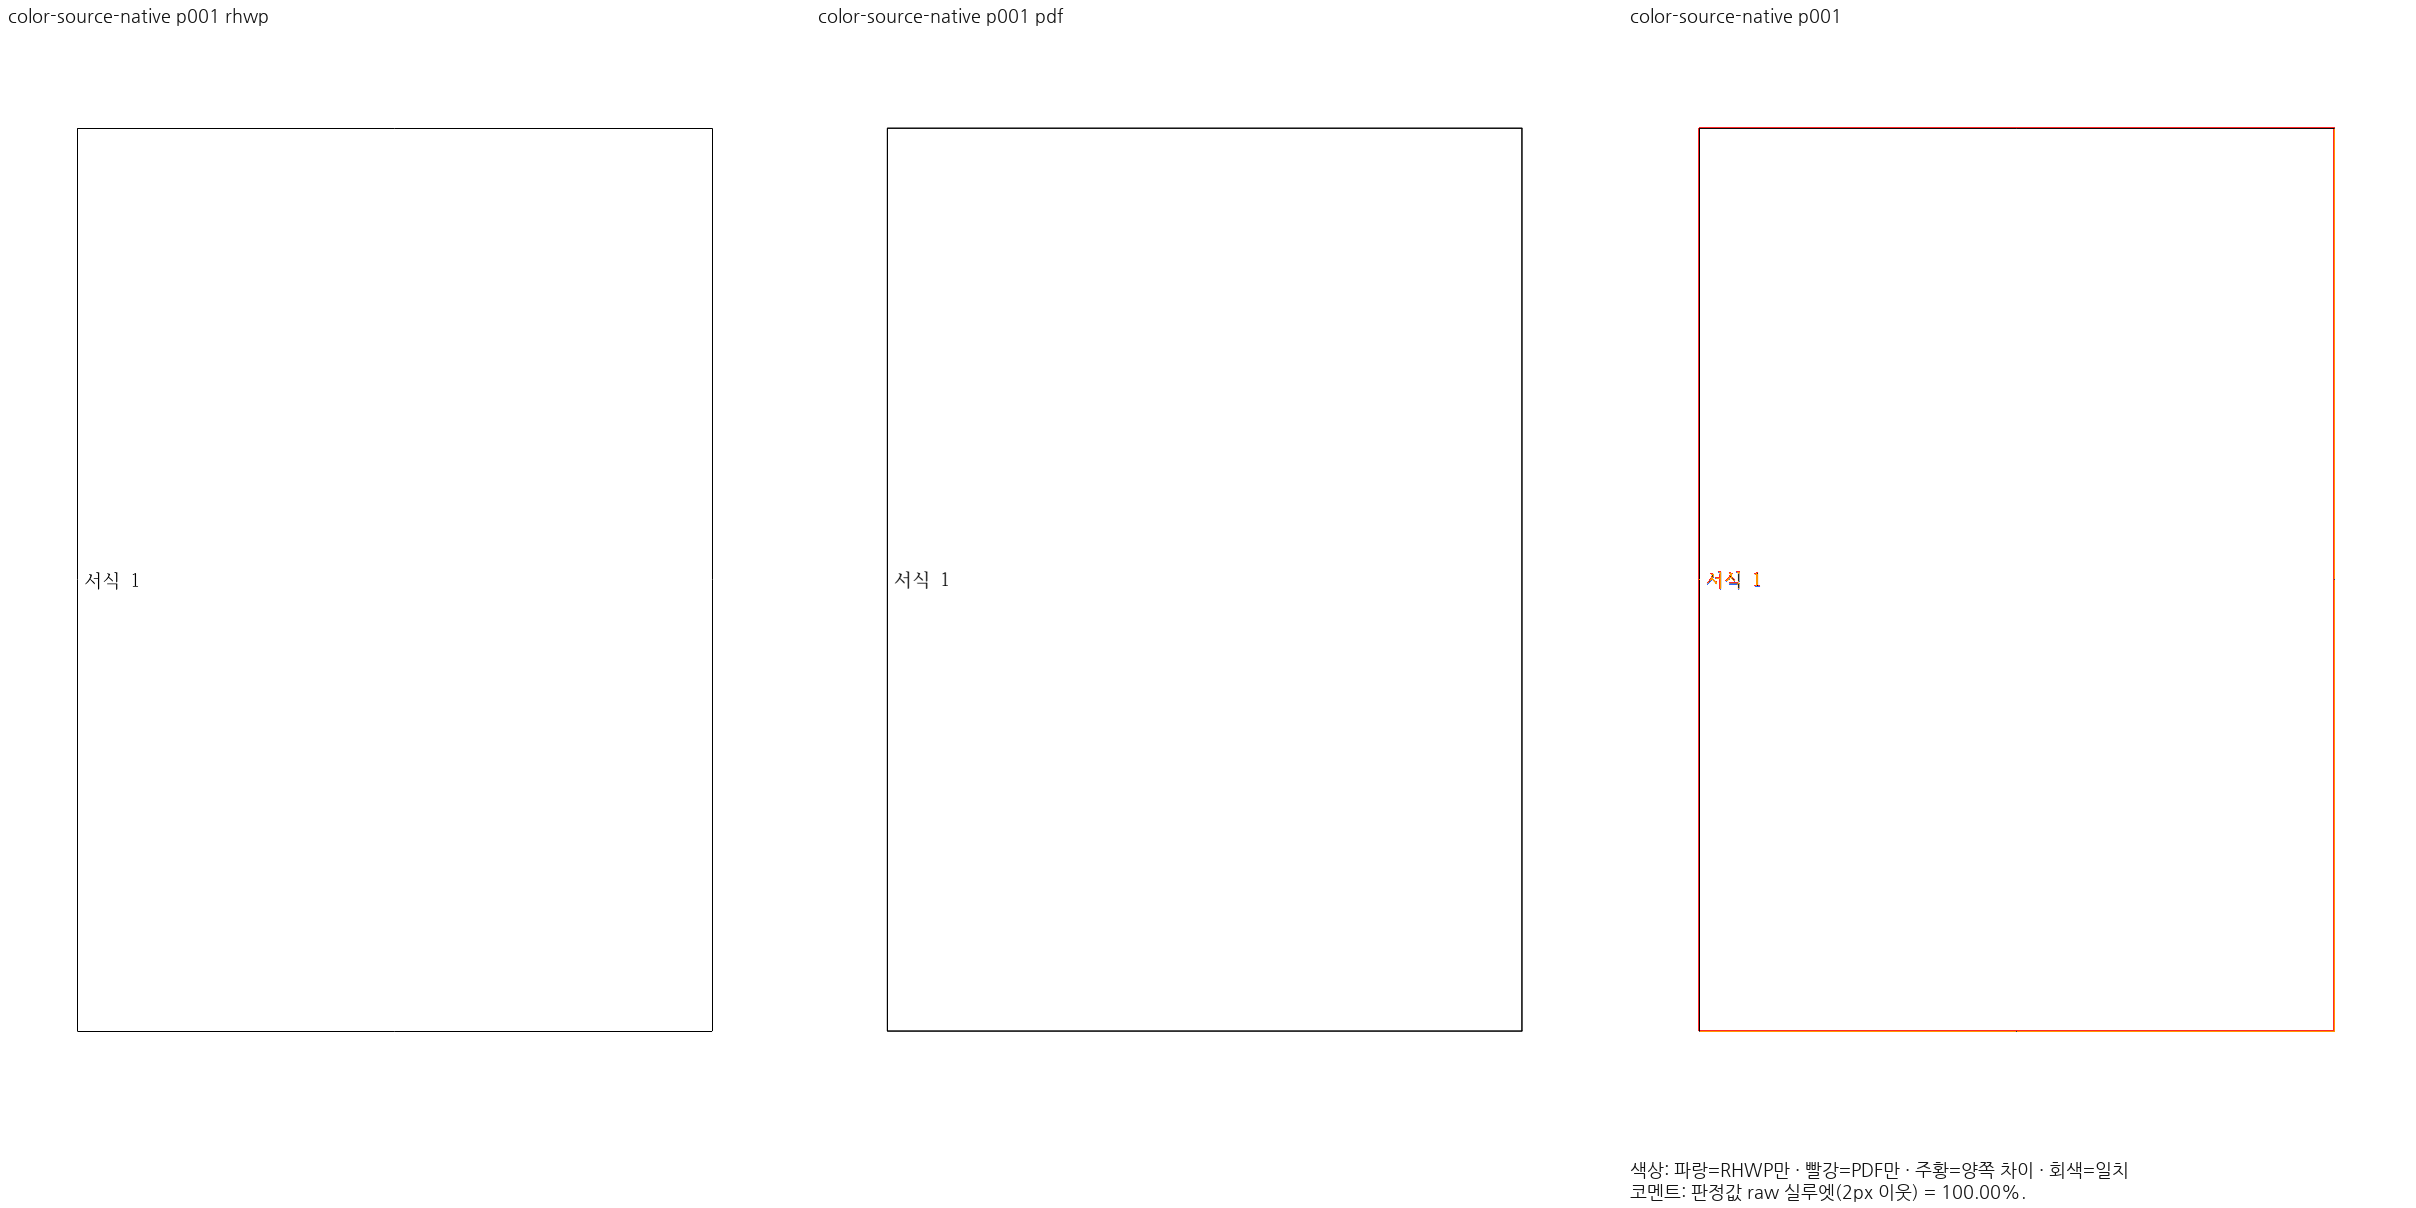 color-source-native p001 rhwp
color-source-native p001 pdf
color-source-native p001
서식 1
서식 1
서식 1
색상: 파랑=RHWP만 · 빨강=PDF만 · 주황=양쪽 차이 · 회색=일치
코멘트: 판정값 raw 실루엣(2px 이웃) = 100.00%.